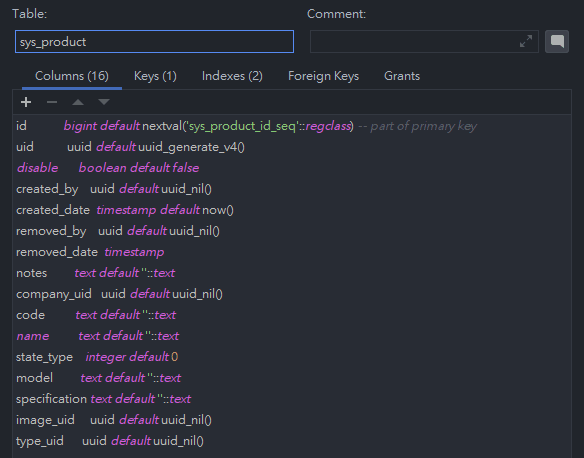 Table:
Comment:
sys_product
Columns (16) Keys (1) Indexes (2) Foreign Keys Grants
id bigint default nextval('sys_product_id_seq'::regclass) -- part of primary key
uid uuid default uuid_generate_v4()
disable boolean default false
created_by uuid default uuid_nil()
created_date timestamp default now()
removed_by uuid default uuid_nil()
removed_date timestamp
notes text default ''::text
company_uid uuid default uuid_nil()
code text default ''::text
name text default ''::text
state_type integer default 0
model text default ''::text
specification text default ''::text
image_uid uuid default uuid_nil()
type_uid uuid default uuid_nil()